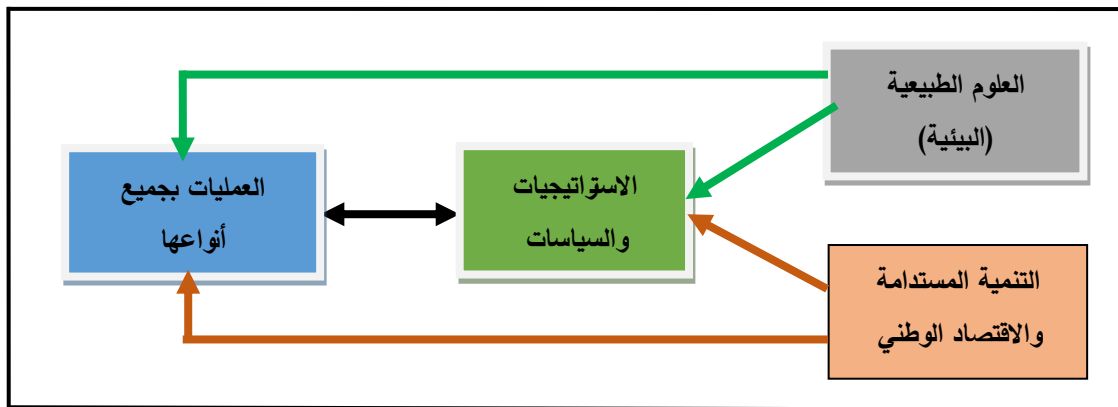 العلوم الطبيعية
(البيئية)
الاستراتيجيات
والسياسات
العمليات بجميع
أنواعها
التنمية المستدامة
والاقتصاد الوطني